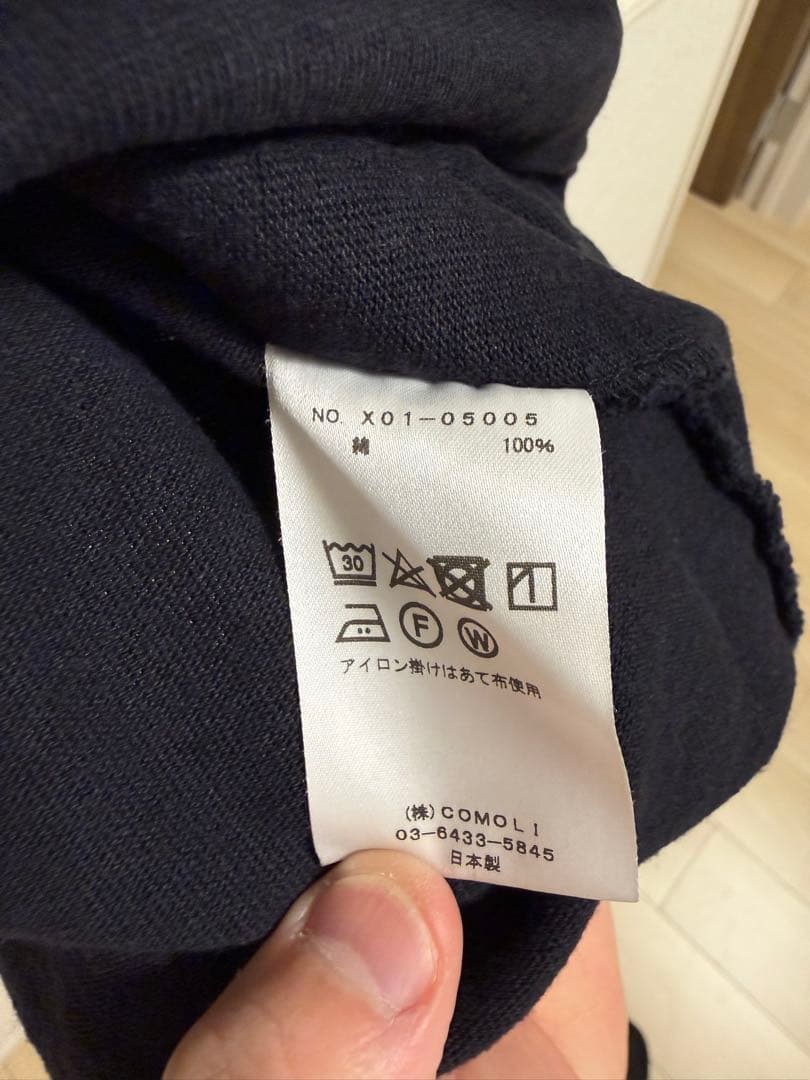 NO. X01-05005
綿 100%
30
F W
アイロン掛けはあて布使用
(株)COMOLI
03-6433-5845
日本製